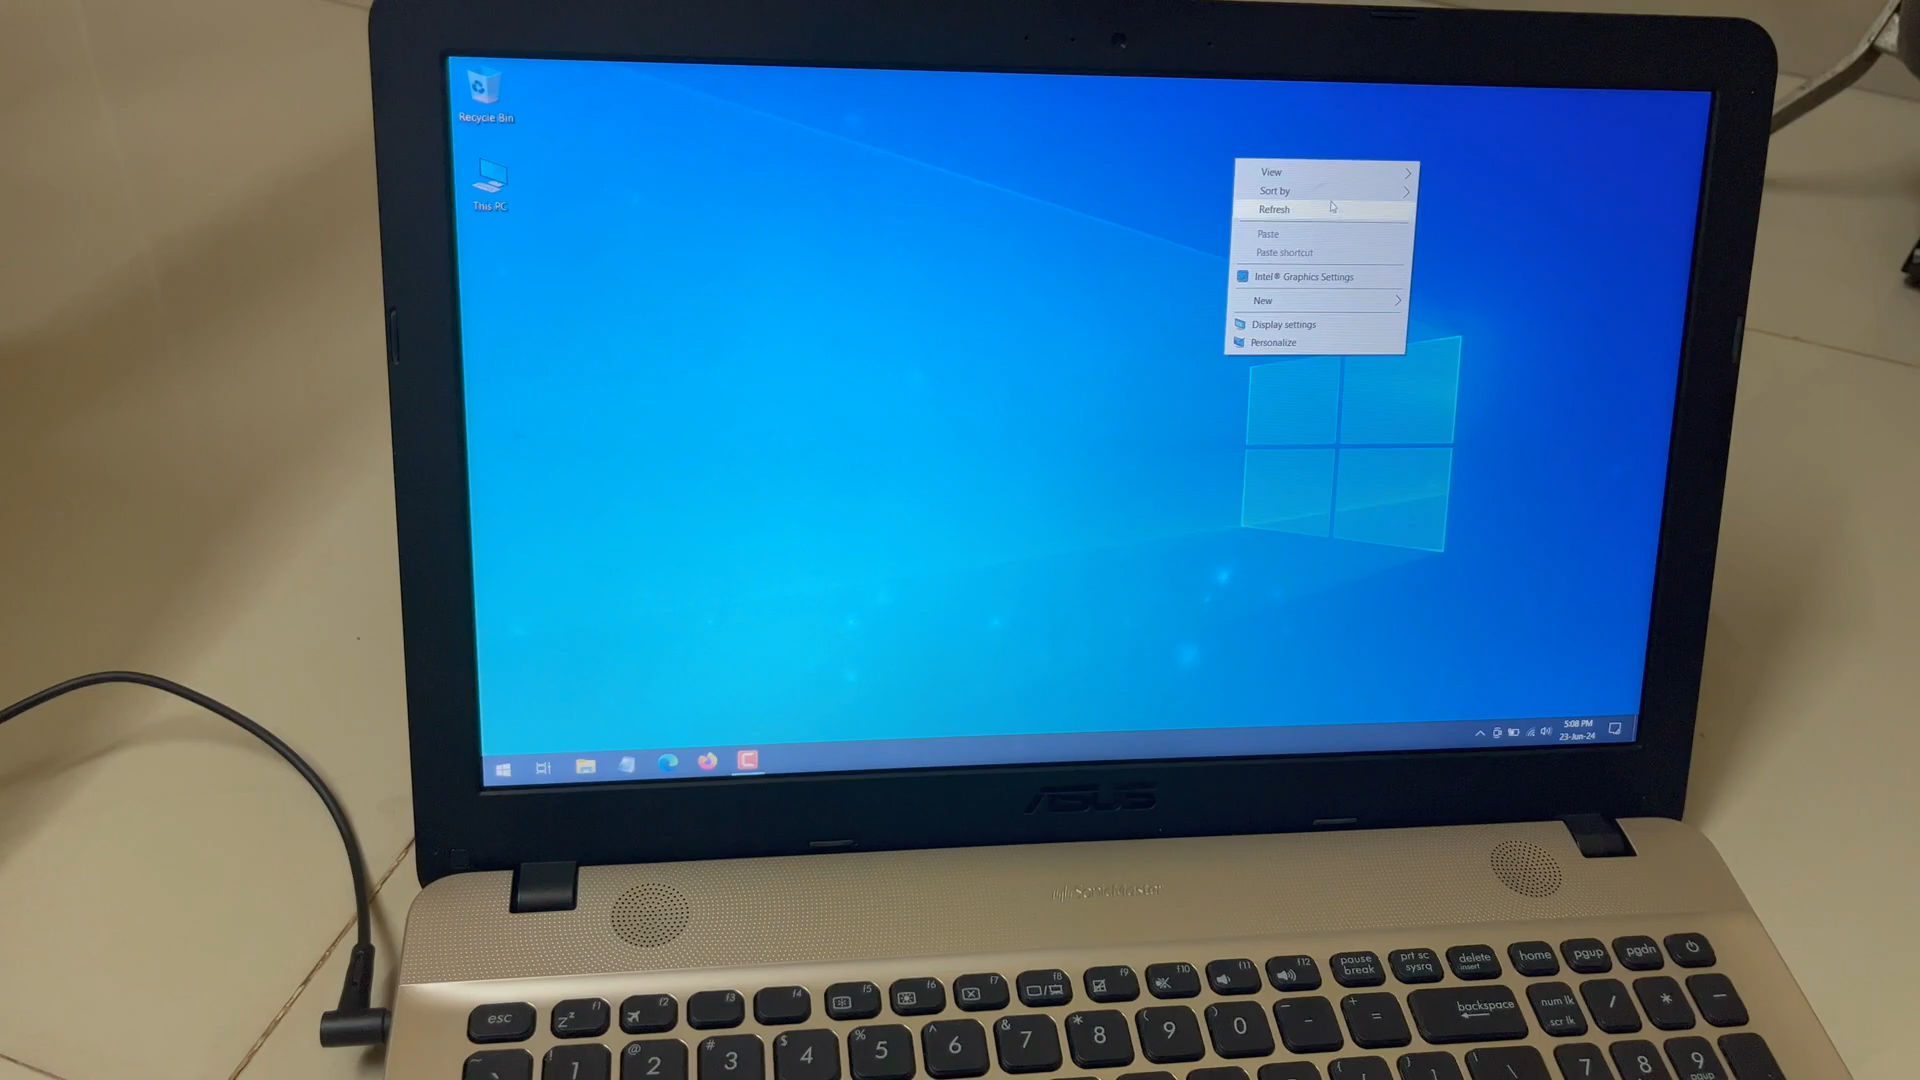 Recycle Bin
This PC
View
Sort by
Refresh
Paste
Paste shortcut
Intel® Graphics Settings
New
Display settings
Personalize
5:08 PM
23-Jun-24
ASUS
SonicMaster
esc
f1
f2
f3
f4
f5
f6
f7
f8
f9
f10
f11
f12
pause break
prt sc sysrq
delete insert
home
pgup
pgdn
z z
~ `
! 1
@ 2
# 3
$ 4
% 5
^ 6
& 7
* 8
( 9
) 0
_ -
+ =
backspace
num lk scr lk
/
*
-
7
8
9 pgup